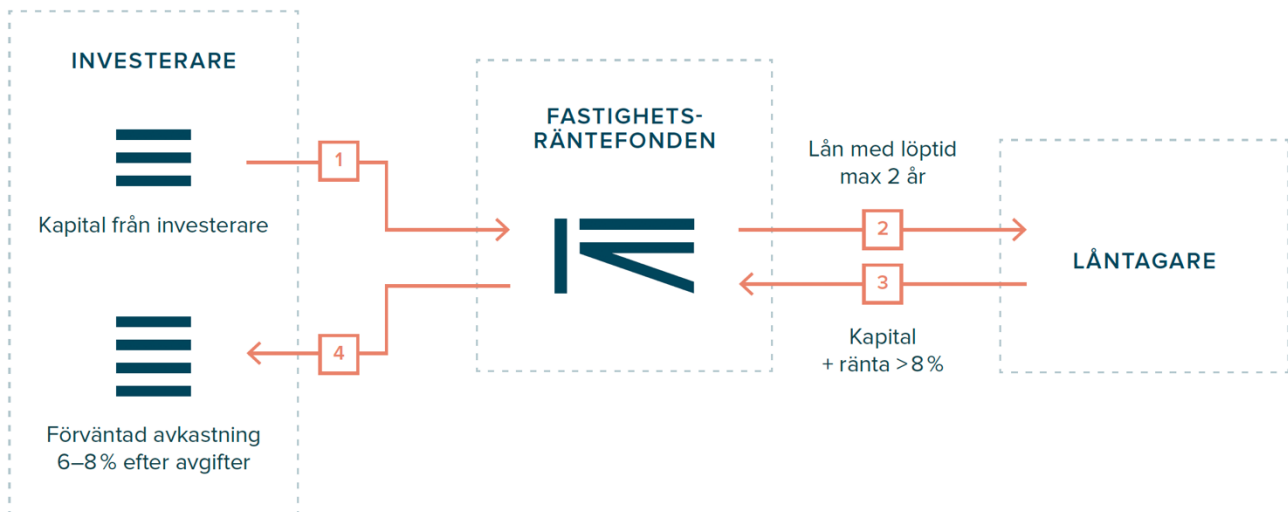 INVESTERARE
Kapital från investerare
Förväntad avkastning
6–8 % efter avgifter
1
4
FASTIGHETS-
RÄNTEFONDEN
Lån med löptid
max 2 år
2
3
Kapital
+ ränta >8 %
LÅNTAGARE